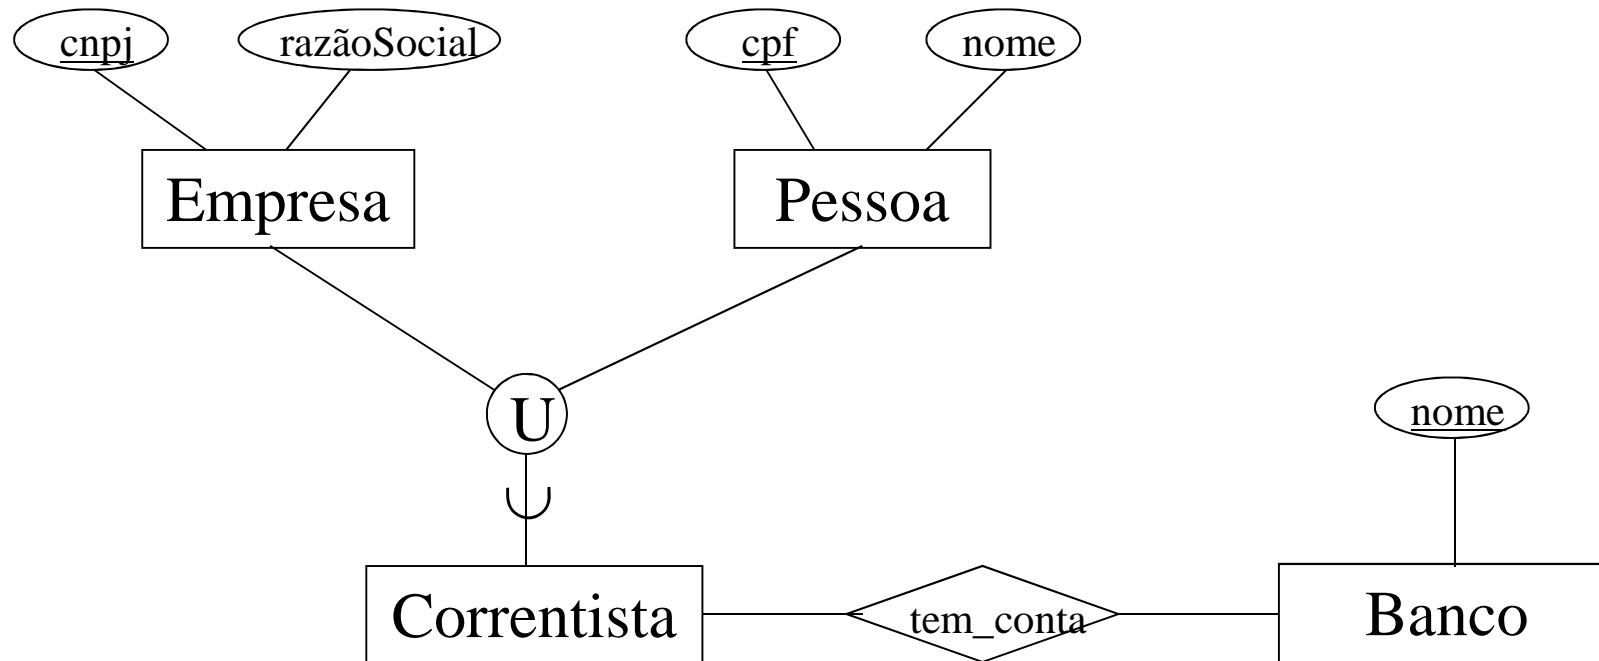 cnpj
razãoSocial
cpf
nome
Empresa
Pessoa
U
nome
Correntista
tem_conta
Banco